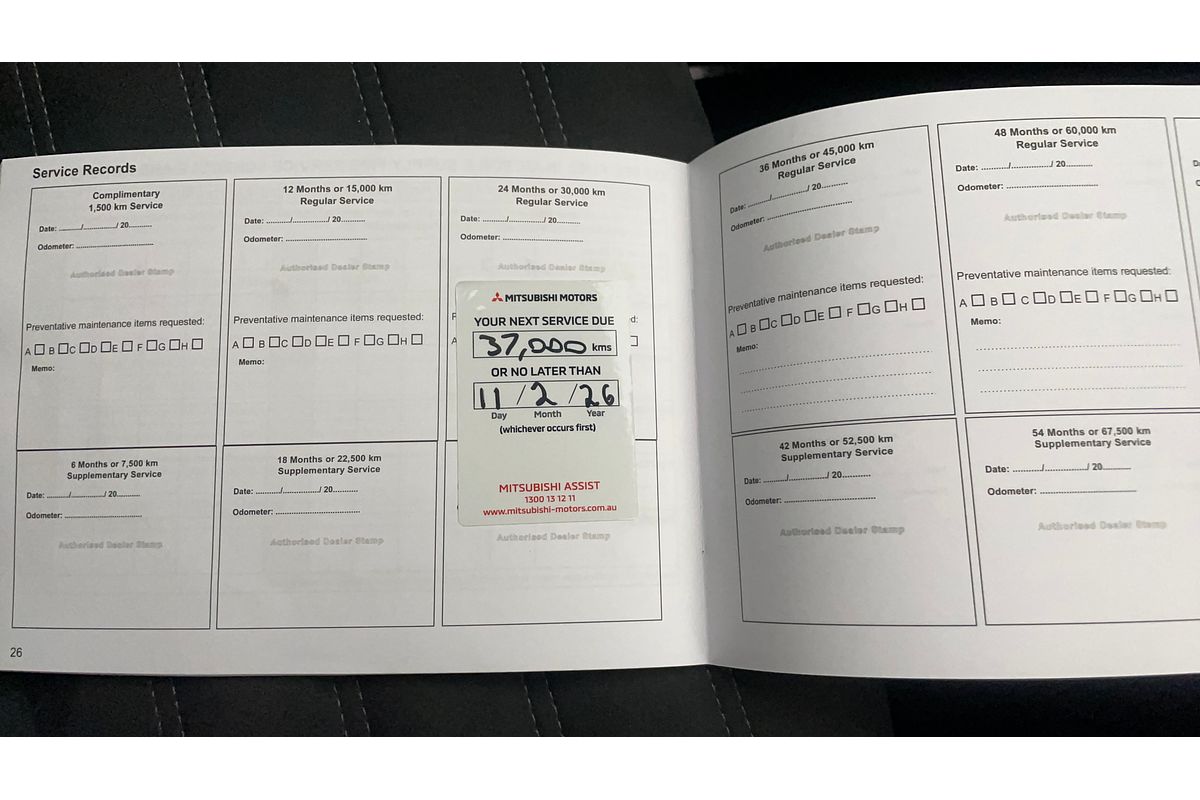 Service Records
Complimentary
1,500 km Service
Date: ......../............/ 20..........
Odometer: ................................
Authorised Dealer Stamp
Preventative maintenance items requested:
A □ B □ C □ D □ E □ F □ G □ H □
Memo:
6 Months or 7,500 km
Supplementary Service
Date: ......../............/ 20..........
Odometer: ................................
Authorised Dealer Stamp
12 Months or 15,000 km
Regular Service
Date: ......../............/ 20..........
Odometer: ................................
Authorised Dealer Stamp
Preventative maintenance items requested:
A □ B □ C □ D □ E □ F □ G □ H □
Memo:
18 Months or 22,500 km
Supplementary Service
Date: ......../............/ 20..........
Odometer: ................................
Authorised Dealer Stamp
24 Months or 30,000 km
Regular Service
Date: ......../............/ 20..........
Odometer: ................................
Authorised Dealer Stamp
MITSUBISHI MOTORS
YOUR NEXT SERVICE DUE
37,000 kms
OR NO LATER THAN
11 / 2 / 26
Day Month Year
(whichever occurs first)
MITSUBISHI ASSIST
1300 13 12 11
www.mitsubishi-motors.com.au
Authorised Dealer Stamp
26
36 Months or 45,000 km
Regular Service
Date: ......../............/ 20..........
Odometer: ................................
Authorised Dealer Stamp
Preventative maintenance items requested:
A □ B □ C □ D □ E □ F □ G □ H □
Memo:
42 Months or 52,500 km
Supplementary Service
Date: ......../............/ 20..........
Odometer: ................................
Authorised Dealer Stamp
48 Months or 60,000 km
Regular Service
Date: ......../............/ 20..........
Odometer: ................................
Authorised Dealer Stamp
Preventative maintenance items requested:
A □ B □ C □ D □ E □ F □ G □ H □
Memo:
54 Months or 67,500 km
Supplementary Service
Date: ......../............/ 20..........
Odometer: ................................
Authorised Dealer Stamp